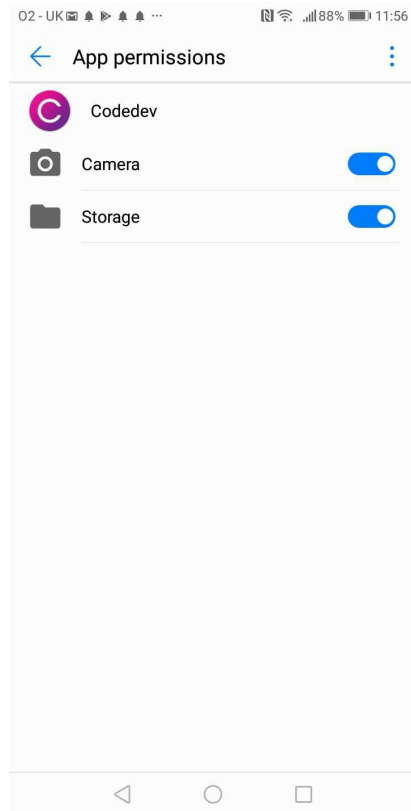 O2 - UK 88% 11:56
App permissions
Codedev
Camera
Storage